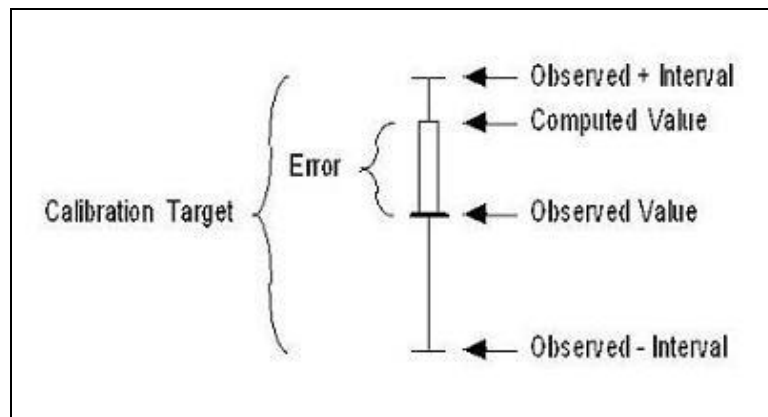 Observed + Interval
Computed Value
Error
Calibration Target
Observed Value
Observed - Interval